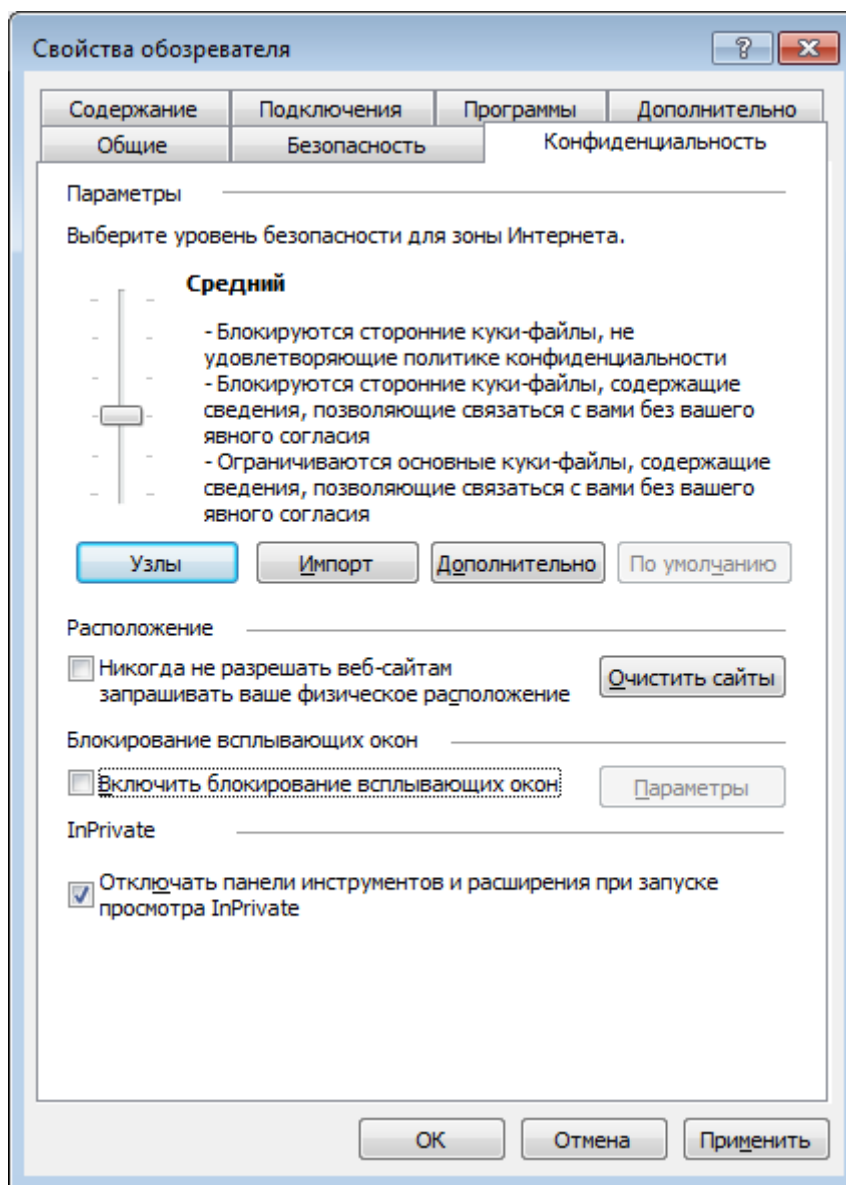 Свойства обозревателя
Содержание Подключения Программы Дополнительно
Общие Безопасность Конфиденциальность
Параметры
Выберите уровень безопасности для зоны Интернета.
Средний
- Блокируются сторонние куки-файлы, не
удовлетворяющие политике конфиденциальности
- Блокируются сторонние куки-файлы, содержащие
сведения, позволяющие связаться с вами без вашего
явного согласия
- Ограничиваются основные куки-файлы, содержащие
сведения, позволяющие связаться с вами без вашего
явного согласия
Узлы Импорт Дополнительно По умолчанию
Расположение
Никогда не разрешать веб-сайтам
запрашивать ваше физическое расположение
Очистить сайты
Блокирование всплывающих окон
Включить блокирование всплывающих окон Параметры
InPrivate
Отключать панели инструментов и расширения при запуске
просмотра InPrivate
ОК Отмена Применить